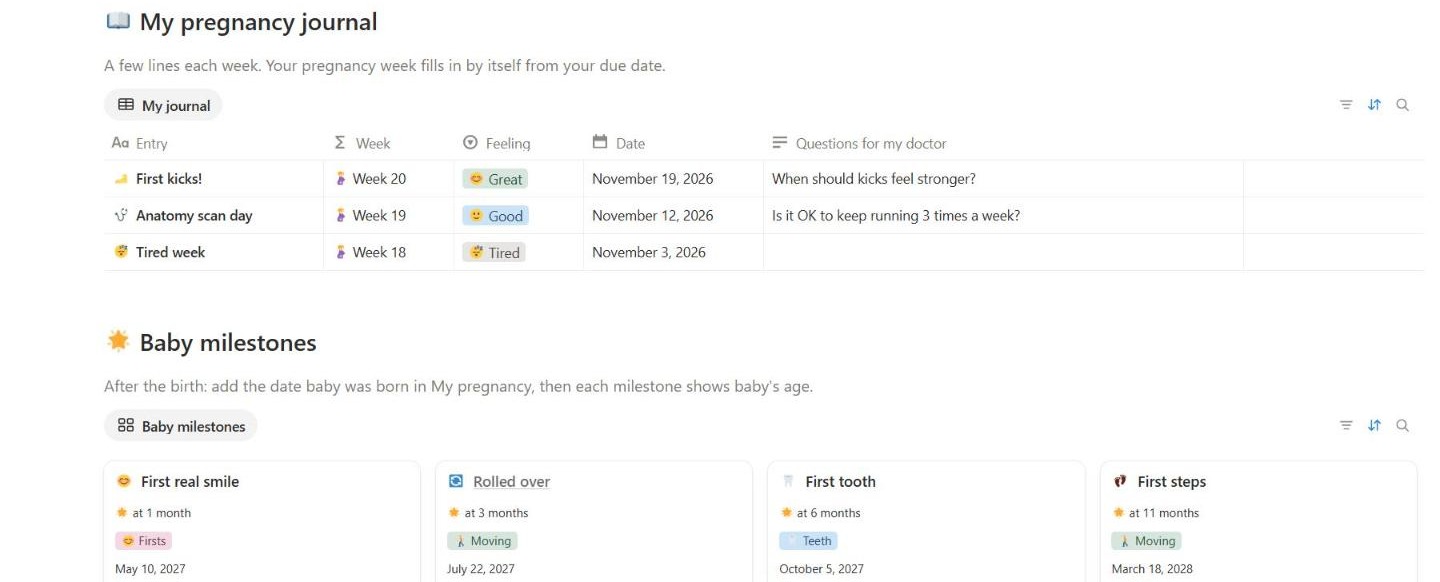 My pregnancy journal
A few lines each week. Your pregnancy week fills in by itself from your due date.
My journal
Aa Entry Week Feeling Date Questions for my doctor
First kicks! Week 20 Great November 19, 2026 When should kicks feel stronger?
Anatomy scan day Week 19 Good November 12, 2026 Is it OK to keep running 3 times a week?
Tired week Week 18 Tired November 3, 2026
Baby milestones
After the birth: add the date baby was born in My pregnancy, then each milestone shows baby's age.
Baby milestones
First real smile Rolled over First tooth First steps
at 1 month at 3 months at 6 months at 11 months
Firsts Moving Teeth Moving
May 10, 2027 July 22, 2027 October 5, 2027 March 18, 2028